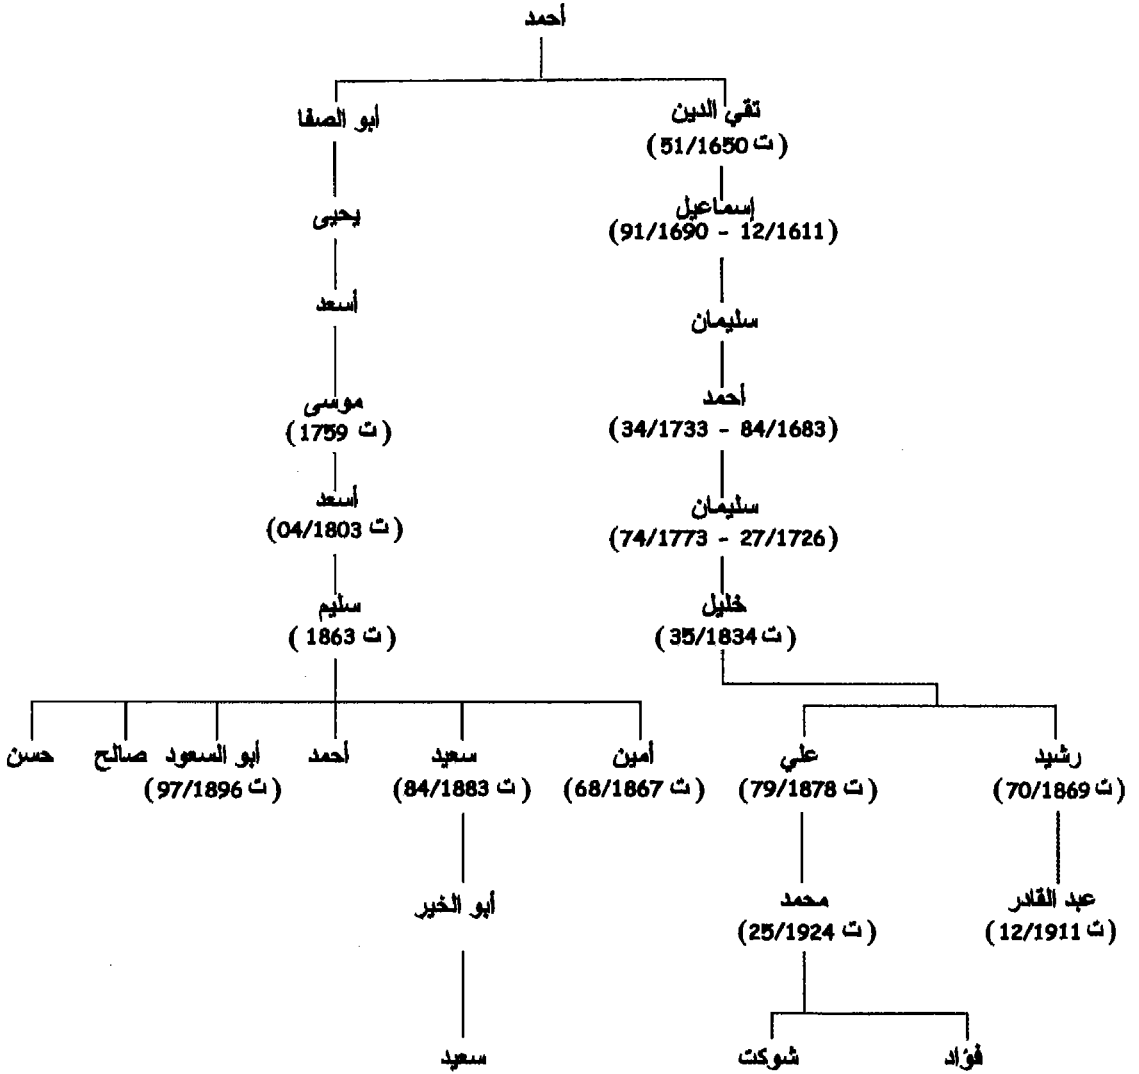 أحمد
تقي الدين
(ت 51/1650)
أبو الصفا
إسماعيل
(91/1690 - 12/1611)
يحيى
سليمان
أسعد
أحمد
(34/1733 - 84/1683)
موسى
(ت 1759)
سليمان
(74/1773 - 27/1726)
أسعد
(ت 04/1803)
خليل
(ت 35/1834)
سليم
(ت 1863)
رشيد
(ت 70/1869)
علي
(ت 79/1878)
أمين
(ت 68/1867)
سعيد
(ت 84/1883)
أحمد
أبو السعود
(ت 97/1896)
صالح
حسن
عبد القادر
(ت 12/1911)
محمد
(ت 25/1924)
أبو الخير
فؤاد
شوكت
سعيد